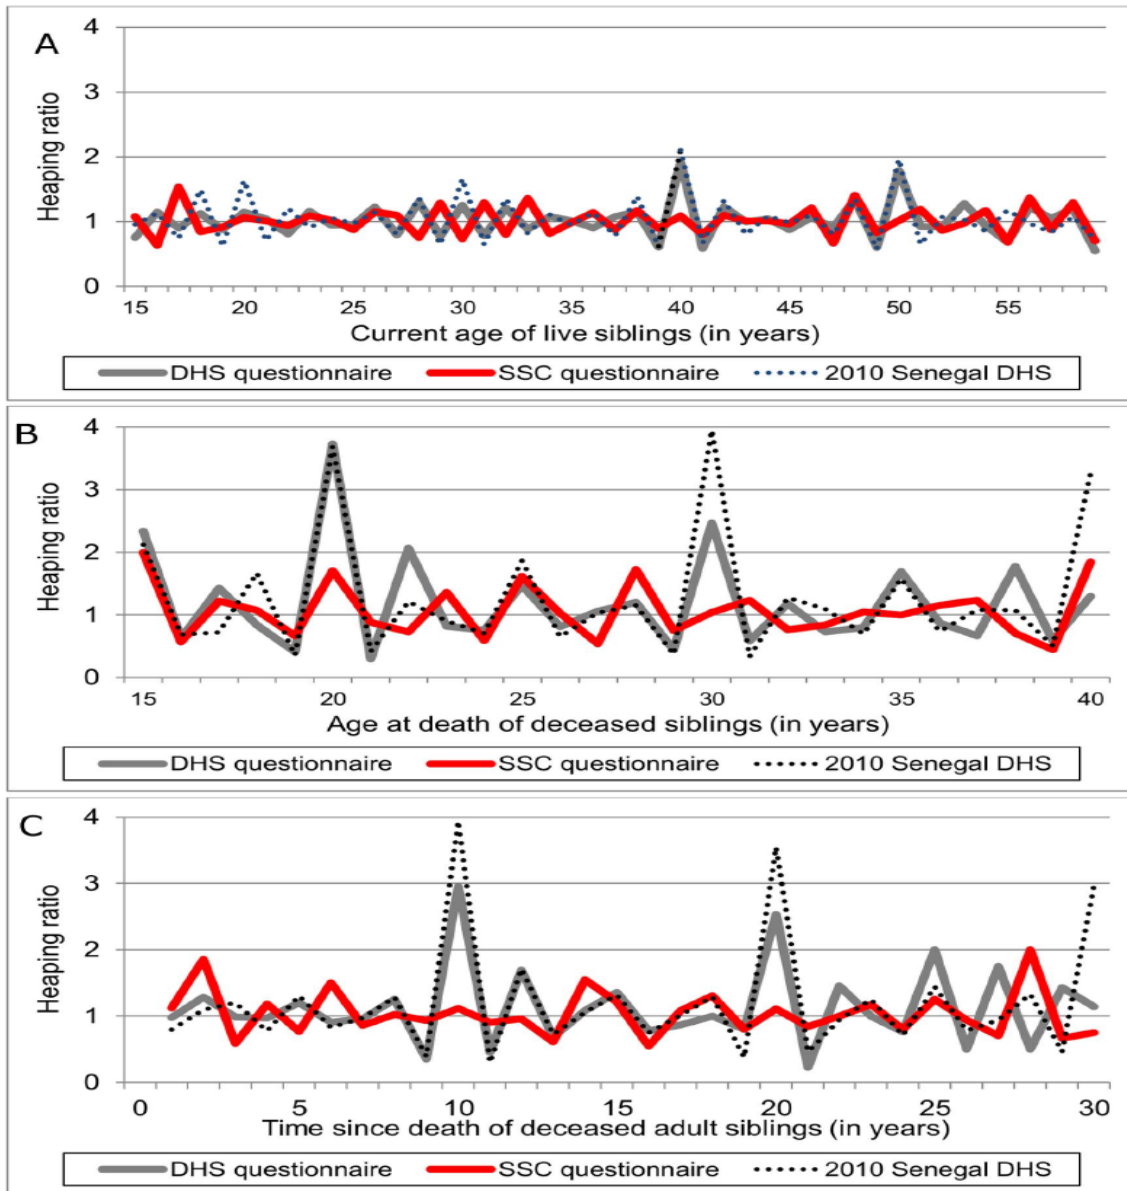 A
4
3
2
1
0
Heaping ratio
15 20 25 30 35 40 45 50 55
Current age of live siblings (in years)
DHS questionnaire SSC questionnaire 2010 Senegal DHS
B
4
3
2
1
0
Heaping ratio
15 20 25 30 35 40
Age at death of deceased siblings (in years)
DHS questionnaire SSC questionnaire 2010 Senegal DHS
C
4
3
2
1
0
Heaping ratio
0 5 10 15 20 25 30
Time since death of deceased adult siblings (in years)
DHS questionnaire SSC questionnaire 2010 Senegal DHS